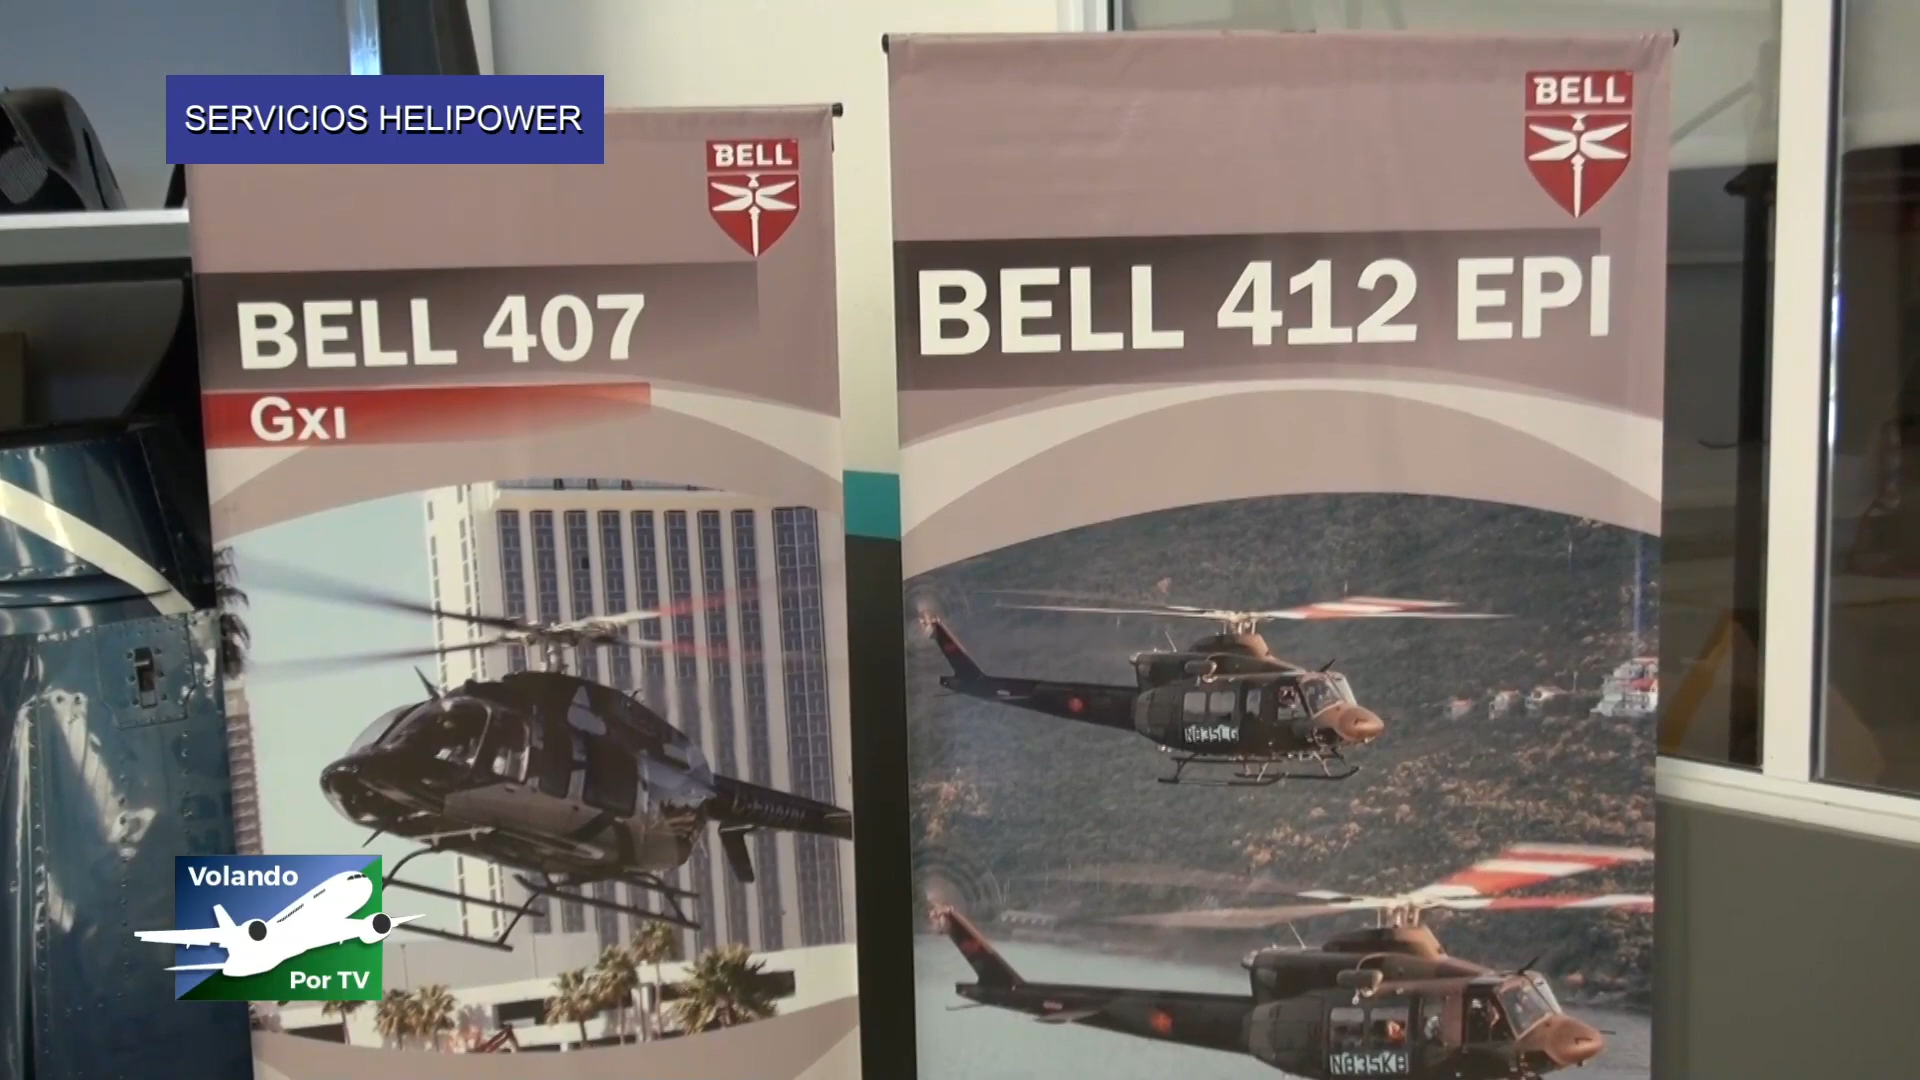 SERVICIOS HELIPOWER
BELL
BELL 407
GXI
BELL
BELL 412 EPI
N835LG
N835KB
Volando
Por TV